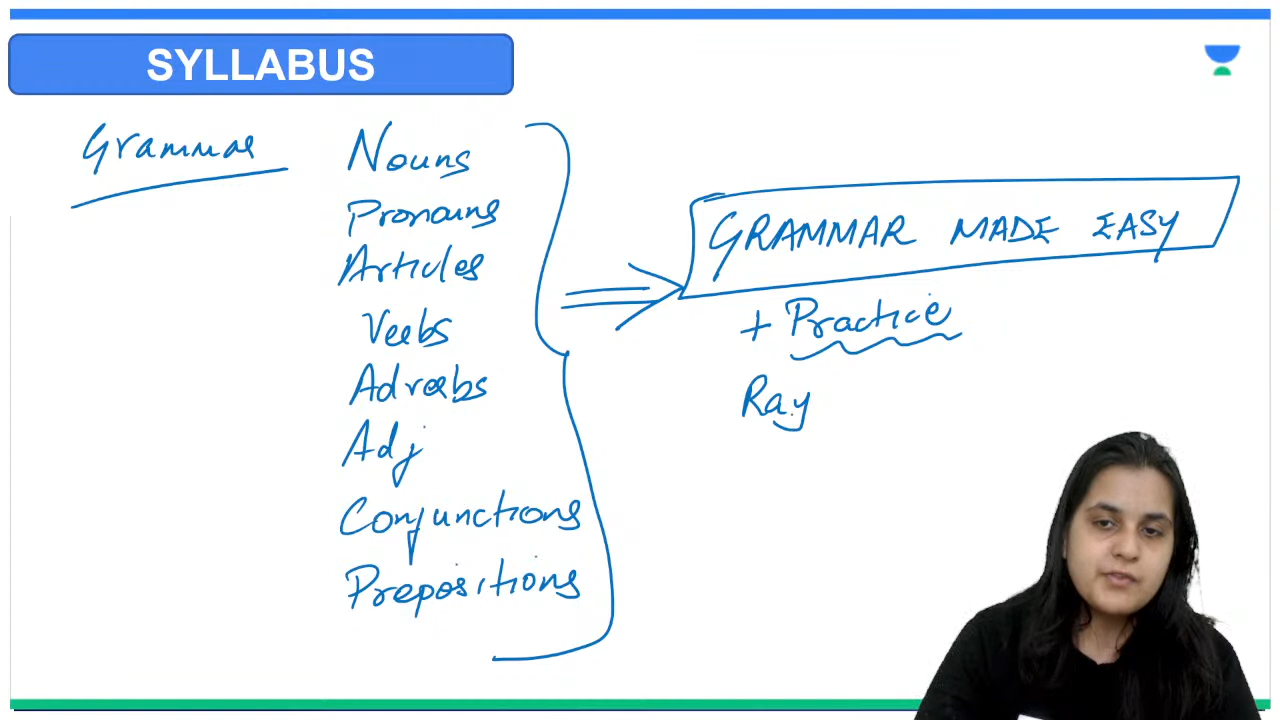 SYLLABUS
Grammar
Nouns
Pronouns
Articles
Verbs
Adverbs
Adj
Conjunctions
Prepositions
GRAMMAR MADE EASY
+ Practice
Ray